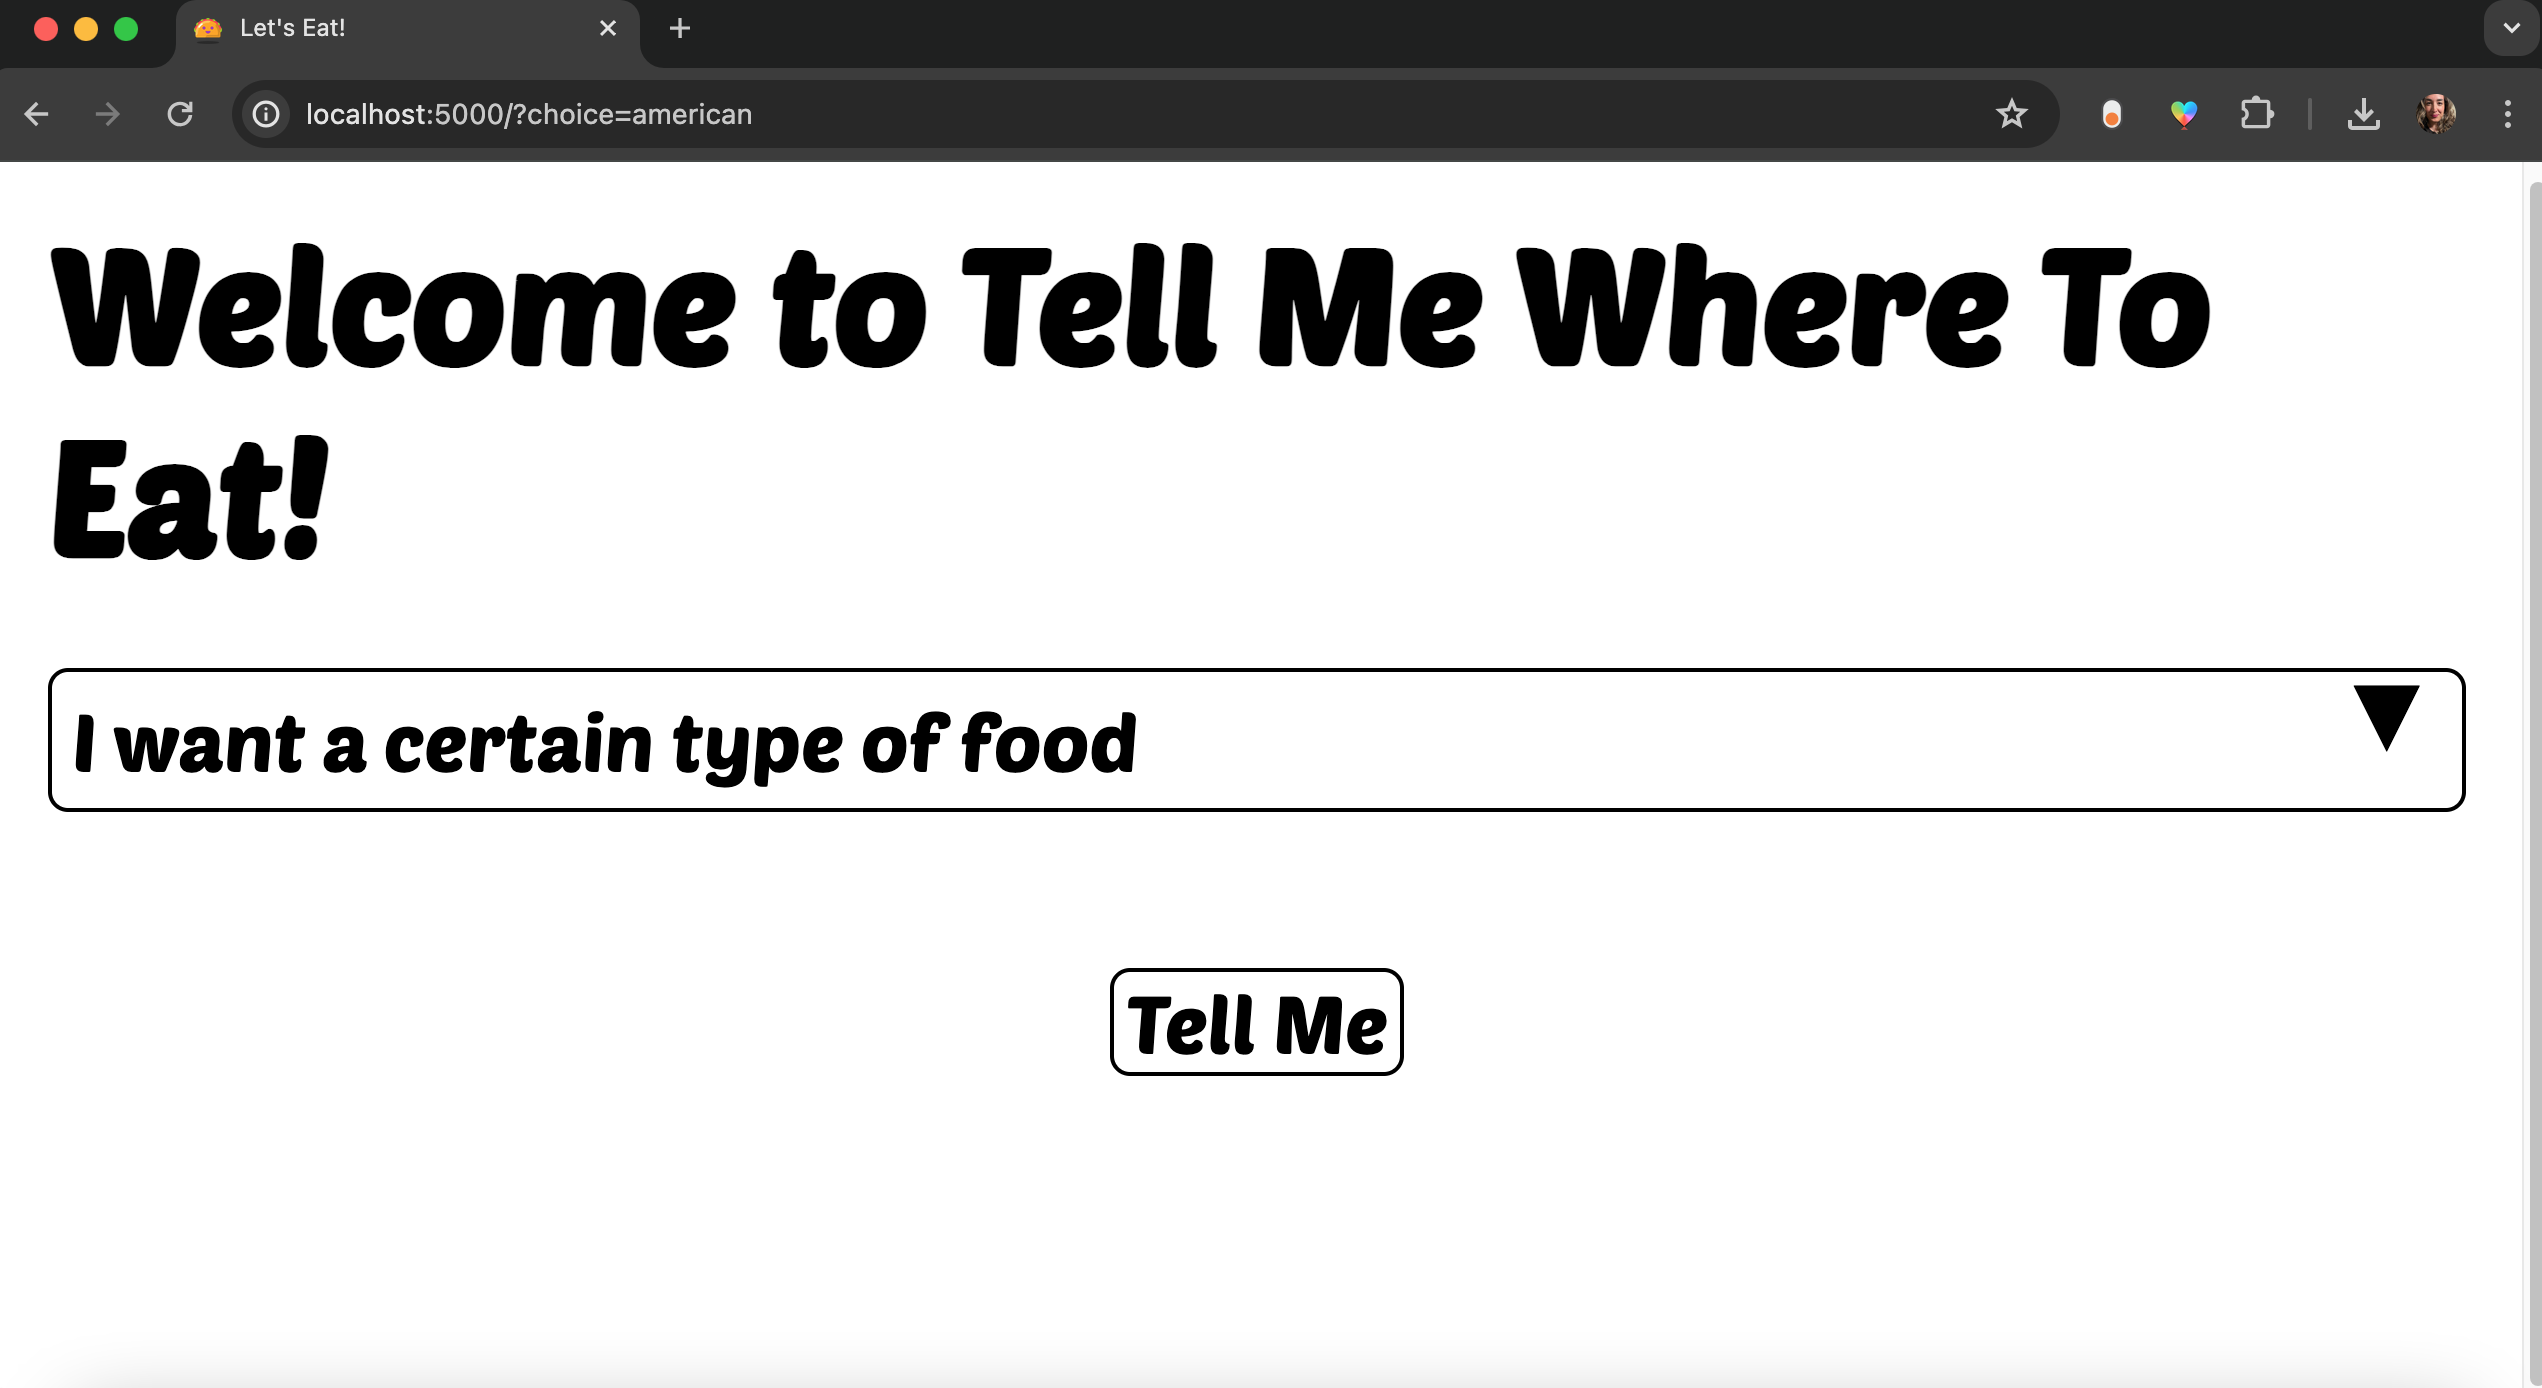 Let's Eat!
localhost:5000/?choice=american
Welcome to Tell Me Where To
Eat!
I want a certain type of food
Tell Me